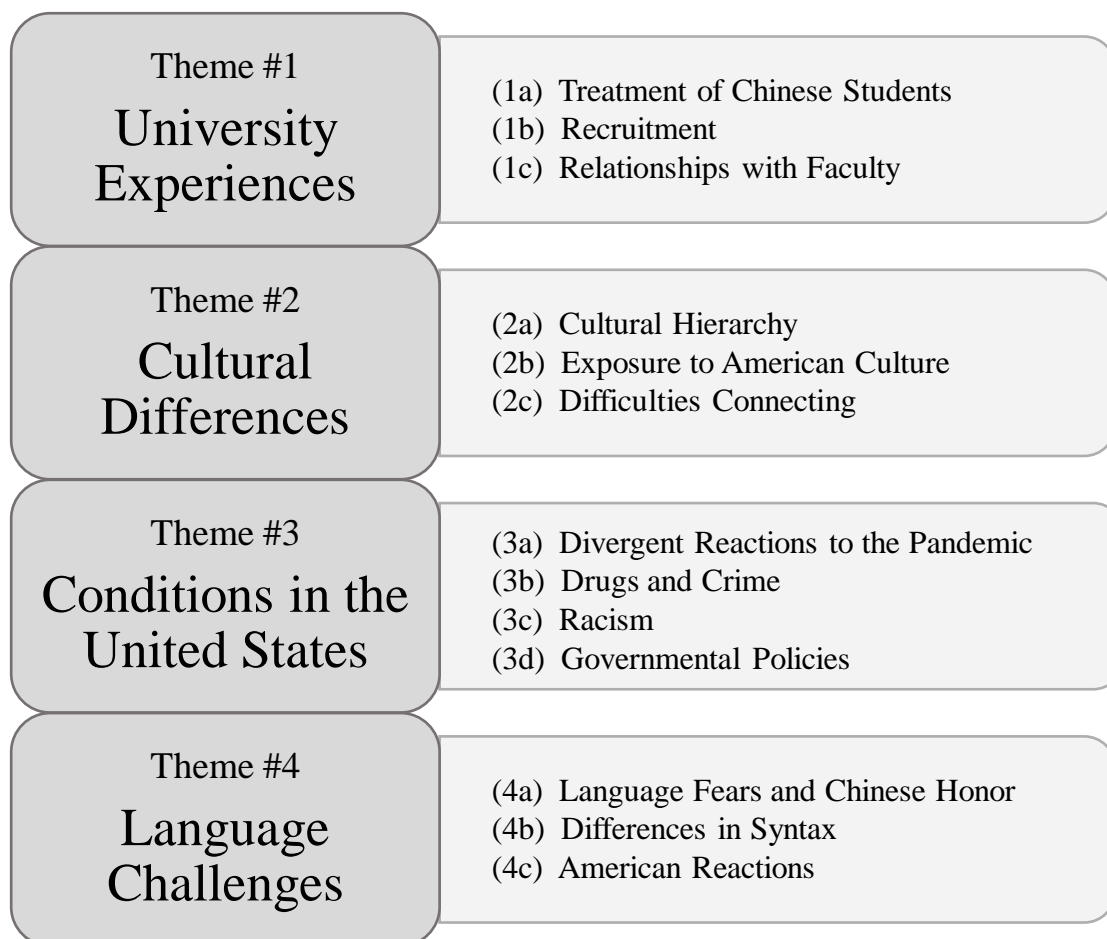 Theme #1
University
Experiences
(1a) Treatment of Chinese Students
(1b) Recruitment
(1c) Relationships with Faculty
Theme #2
Cultural
Differences
(2a) Cultural Hierarchy
(2b) Exposure to American Culture
(2c) Difficulties Connecting
Theme #3
Conditions in the
United States
(3a) Divergent Reactions to the Pandemic
(3b) Drugs and Crime
(3c) Racism
(3d) Governmental Policies
Theme #4
Language
Challenges
(4a) Language Fears and Chinese Honor
(4b) Differences in Syntax
(4c) American Reactions